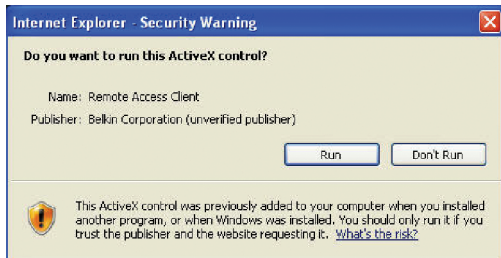 Internet Explorer - Security Warning
Do you want to run this ActiveX control?
Name: Remote Access Client
Publisher: Belkin Corporation (unverified publisher)
Run Don't Run
This ActiveX control was previously added to your computer when you installed
another program, or when Windows was installed. You should only run it if you
trust the publisher and the website requesting it. What's the risk?